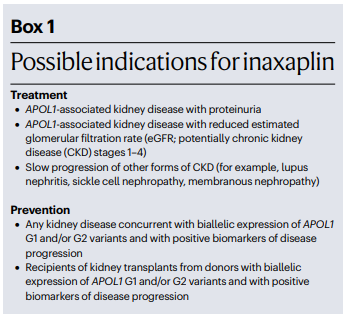 Box 1
Possible indications for inaxaplin
Treatment
• APOL1-associated kidney disease with proteinuria
• APOL1-associated kidney disease with reduced estimated
glomerular filtration rate (eGFR; potentially chronic kidney
disease (CKD) stages 1–4)
• Slow progression of other forms of CKD (for example, lupus
nephritis, sickle cell nephropathy, membranous nephropathy)
Prevention
• Any kidney disease concurrent with biallelic expression of APOL1
G1 and/or G2 variants and with positive biomarkers of disease
progression
• Recipients of kidney transplants from donors with biallelic
expression of APOL1 G1 and/or G2 variants and with positive
biomarkers of disease progression